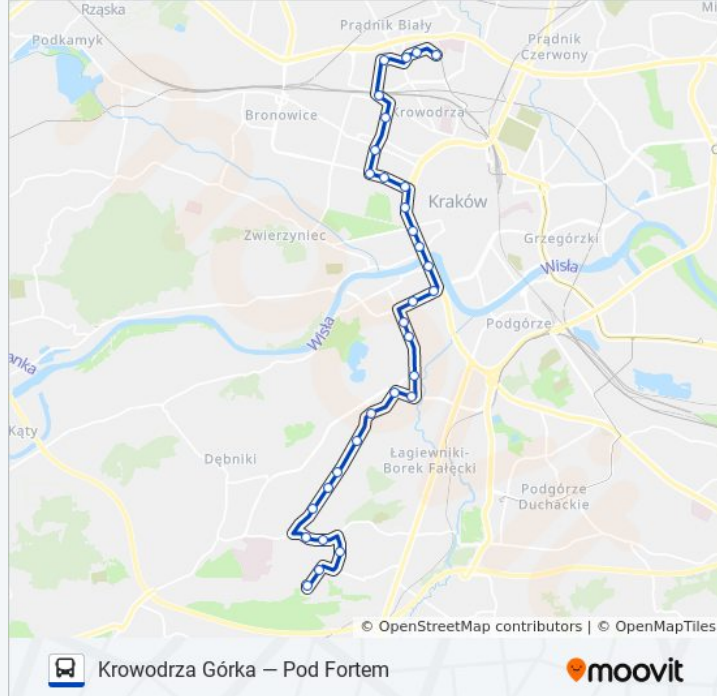 Rząska
Prądnik Biały
Podkamyk
Prądnik
Czerwony
Bronowice
Krowodrza
Kraków
Zwierzyniec
Grzegórzki
Wisła
Wisła
Podgórze
anka
Kąty
Dębniki
Łagiewniki-
Borek Fałęcki
Podgórze
Duchackie
© OpenStreetMap contributors | © OpenMapTiles
Krowodrza Górka — Pod Fortem
moovit